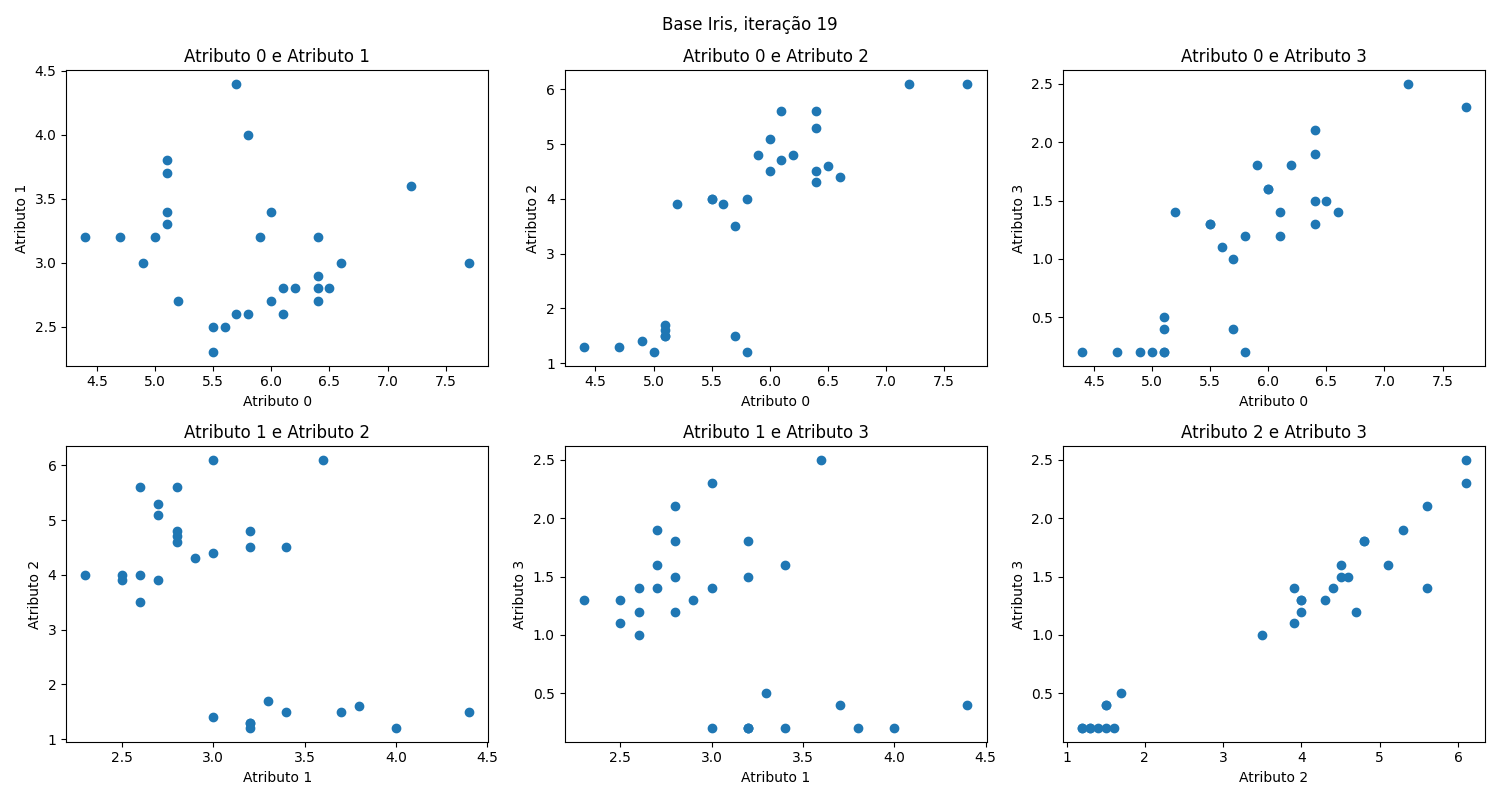 Base Iris, iteração 19
Atributo 0 e Atributo 1
Atributo 0 e Atributo 2
Atributo 0 e Atributo 3
4.5
4.0
3.5
3.0
2.5
Atributo 1
4.5 5.0 5.5 6.0 6.5 7.0 7.5
Atributo 0
6
5
4
3
2
1
Atributo 2
4.5 5.0 5.5 6.0 6.5 7.0 7.5
Atributo 0
2.5
2.0
1.5
1.0
0.5
Atributo 3
4.5 5.0 5.5 6.0 6.5 7.0 7.5
Atributo 0
Atributo 1 e Atributo 2
Atributo 1 e Atributo 3
Atributo 2 e Atributo 3
6
5
4
3
2
1
Atributo 2
2.5 3.0 3.5 4.0 4.5
Atributo 1
2.5
2.0
1.5
1.0
0.5
Atributo 3
2.5 3.0 3.5 4.0 4.5
Atributo 1
2.5
2.0
1.5
1.0
0.5
Atributo 3
1 2 3 4 5 6
Atributo 2